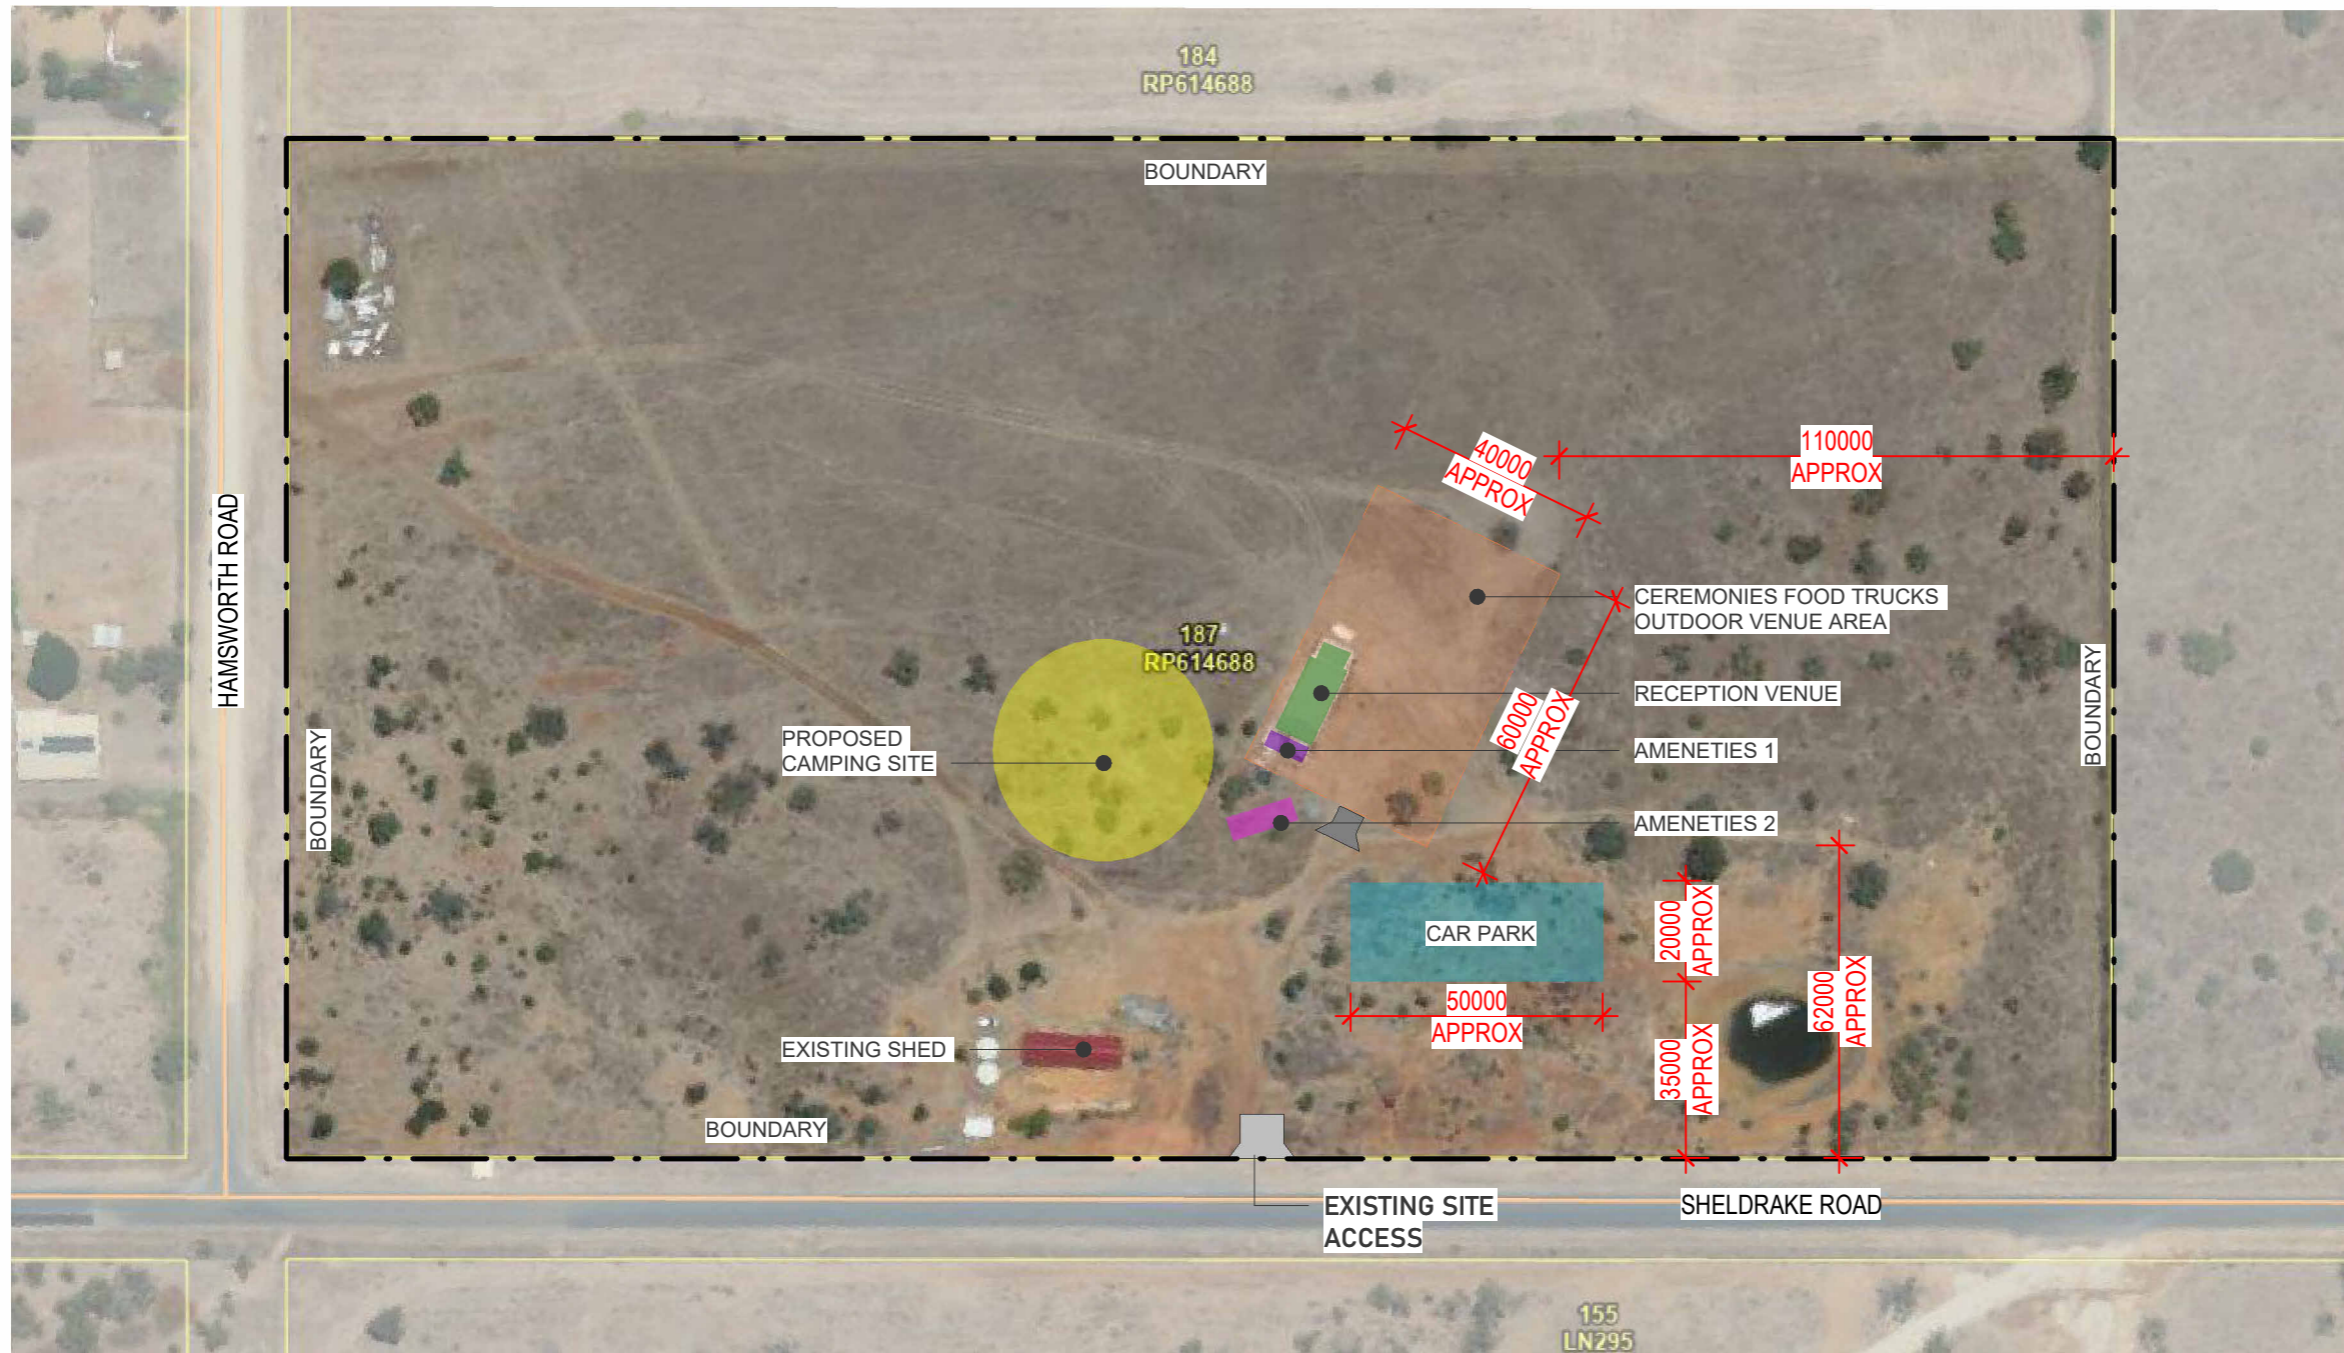 184
RP614688
BOUNDARY
40000
APPROX
110000
APPROX
HAMSWORTH ROAD
CEREMONIES FOOD TRUCKS
OUTDOOR VENUE AREA
187
RP614688
RECEPTION VENUE
60000
APPROX
BOUNDARY
BOUNDARY
PROPOSED
CAMPING SITE
AMENETIES 1
AMENETIES 2
CAR PARK
20000
APPROX
62000
APPROX
50000
APPROX
35000
APPROX
EXISTING SHED
BOUNDARY
EXISTING SITE
ACCESS
SHELDRAKE ROAD
155
LN295